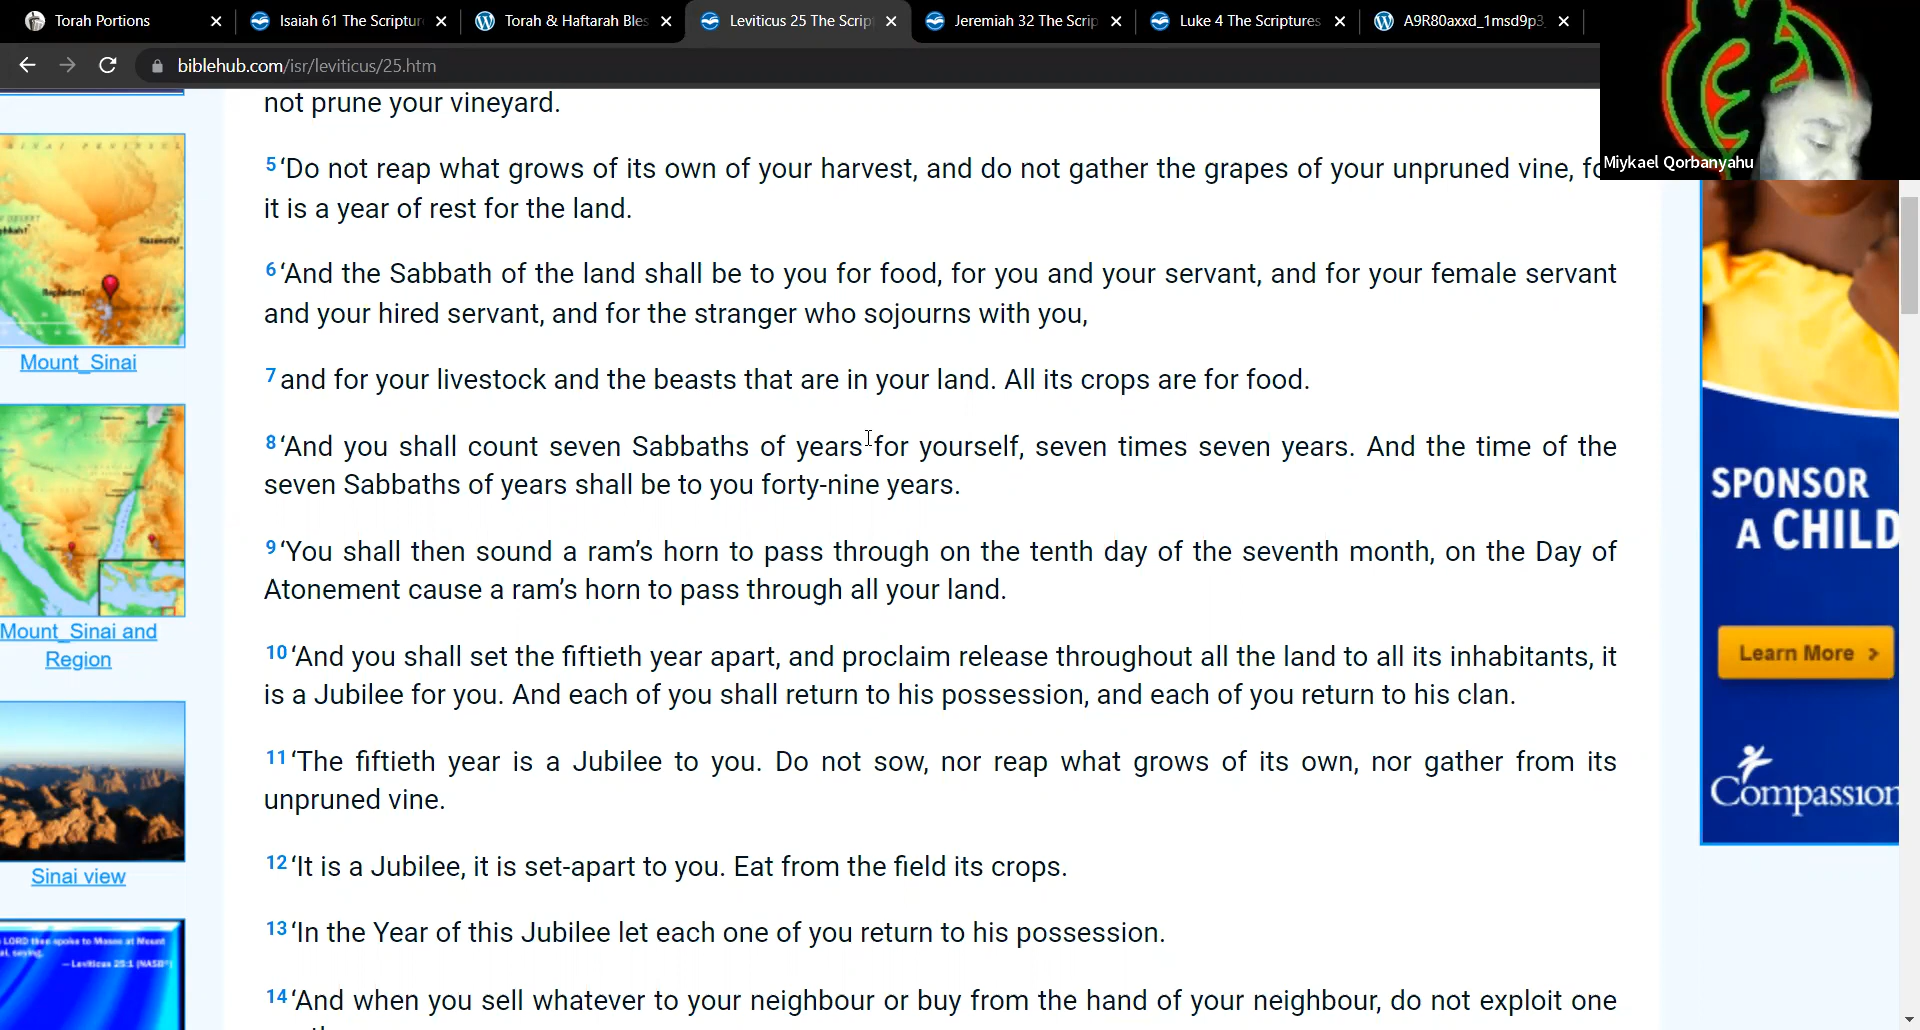 Torah Portions
Isaiah 61 The Scriptur
Torah & Haftarah Bles
Leviticus 25 The Scrip
Jeremiah 32 The Scrip
Luke 4 The Scriptures
A9R80axxd_1msd9p3
biblehub.com/isr/leviticus/25.htm
Miykael Qorbanyahu
not prune your vineyard.
5 ‘Do not reap what grows of its own of your harvest, and do not gather the grapes of your unpruned vine,
it is a year of rest for the land.
6 ‘And the Sabbath of the land shall be to you for food, for you and your servant, and for your female servant
and your hired servant, and for the stranger who sojourns with you,
7 and for your livestock and the beasts that are in your land. All its crops are for food.
8 ‘And you shall count seven Sabbaths of years for yourself, seven times seven years. And the time of the
seven Sabbaths of years shall be to you forty-nine years.
9 ‘You shall then sound a ram’s horn to pass through on the tenth day of the seventh month, on the Day of
Atonement cause a ram’s horn to pass through all your land.
10 ‘And you shall set the fiftieth year apart, and proclaim release throughout all the land to all its inhabitants, it
is a Jubilee for you. And each of you shall return to his possession, and each of you return to his clan.
11 ‘The fiftieth year is a Jubilee to you. Do not sow, nor reap what grows of its own, nor gather from its
unpruned vine.
12 ‘It is a Jubilee, it is set-apart to you. Eat from the field its crops.
13 ‘In the Year of this Jubilee let each one of you return to his possession.
14 ‘And when you sell whatever to your neighbour or buy from the hand of your neighbour, do not exploit one
Mount_Sinai
Mount_Sinai and
Region
Sinai view
LORD then spoke to Moses at Mount
saying,
—Leviticus 25:1 (NASB®)
SPONSOR
A CHILD
Learn More >
Compassion